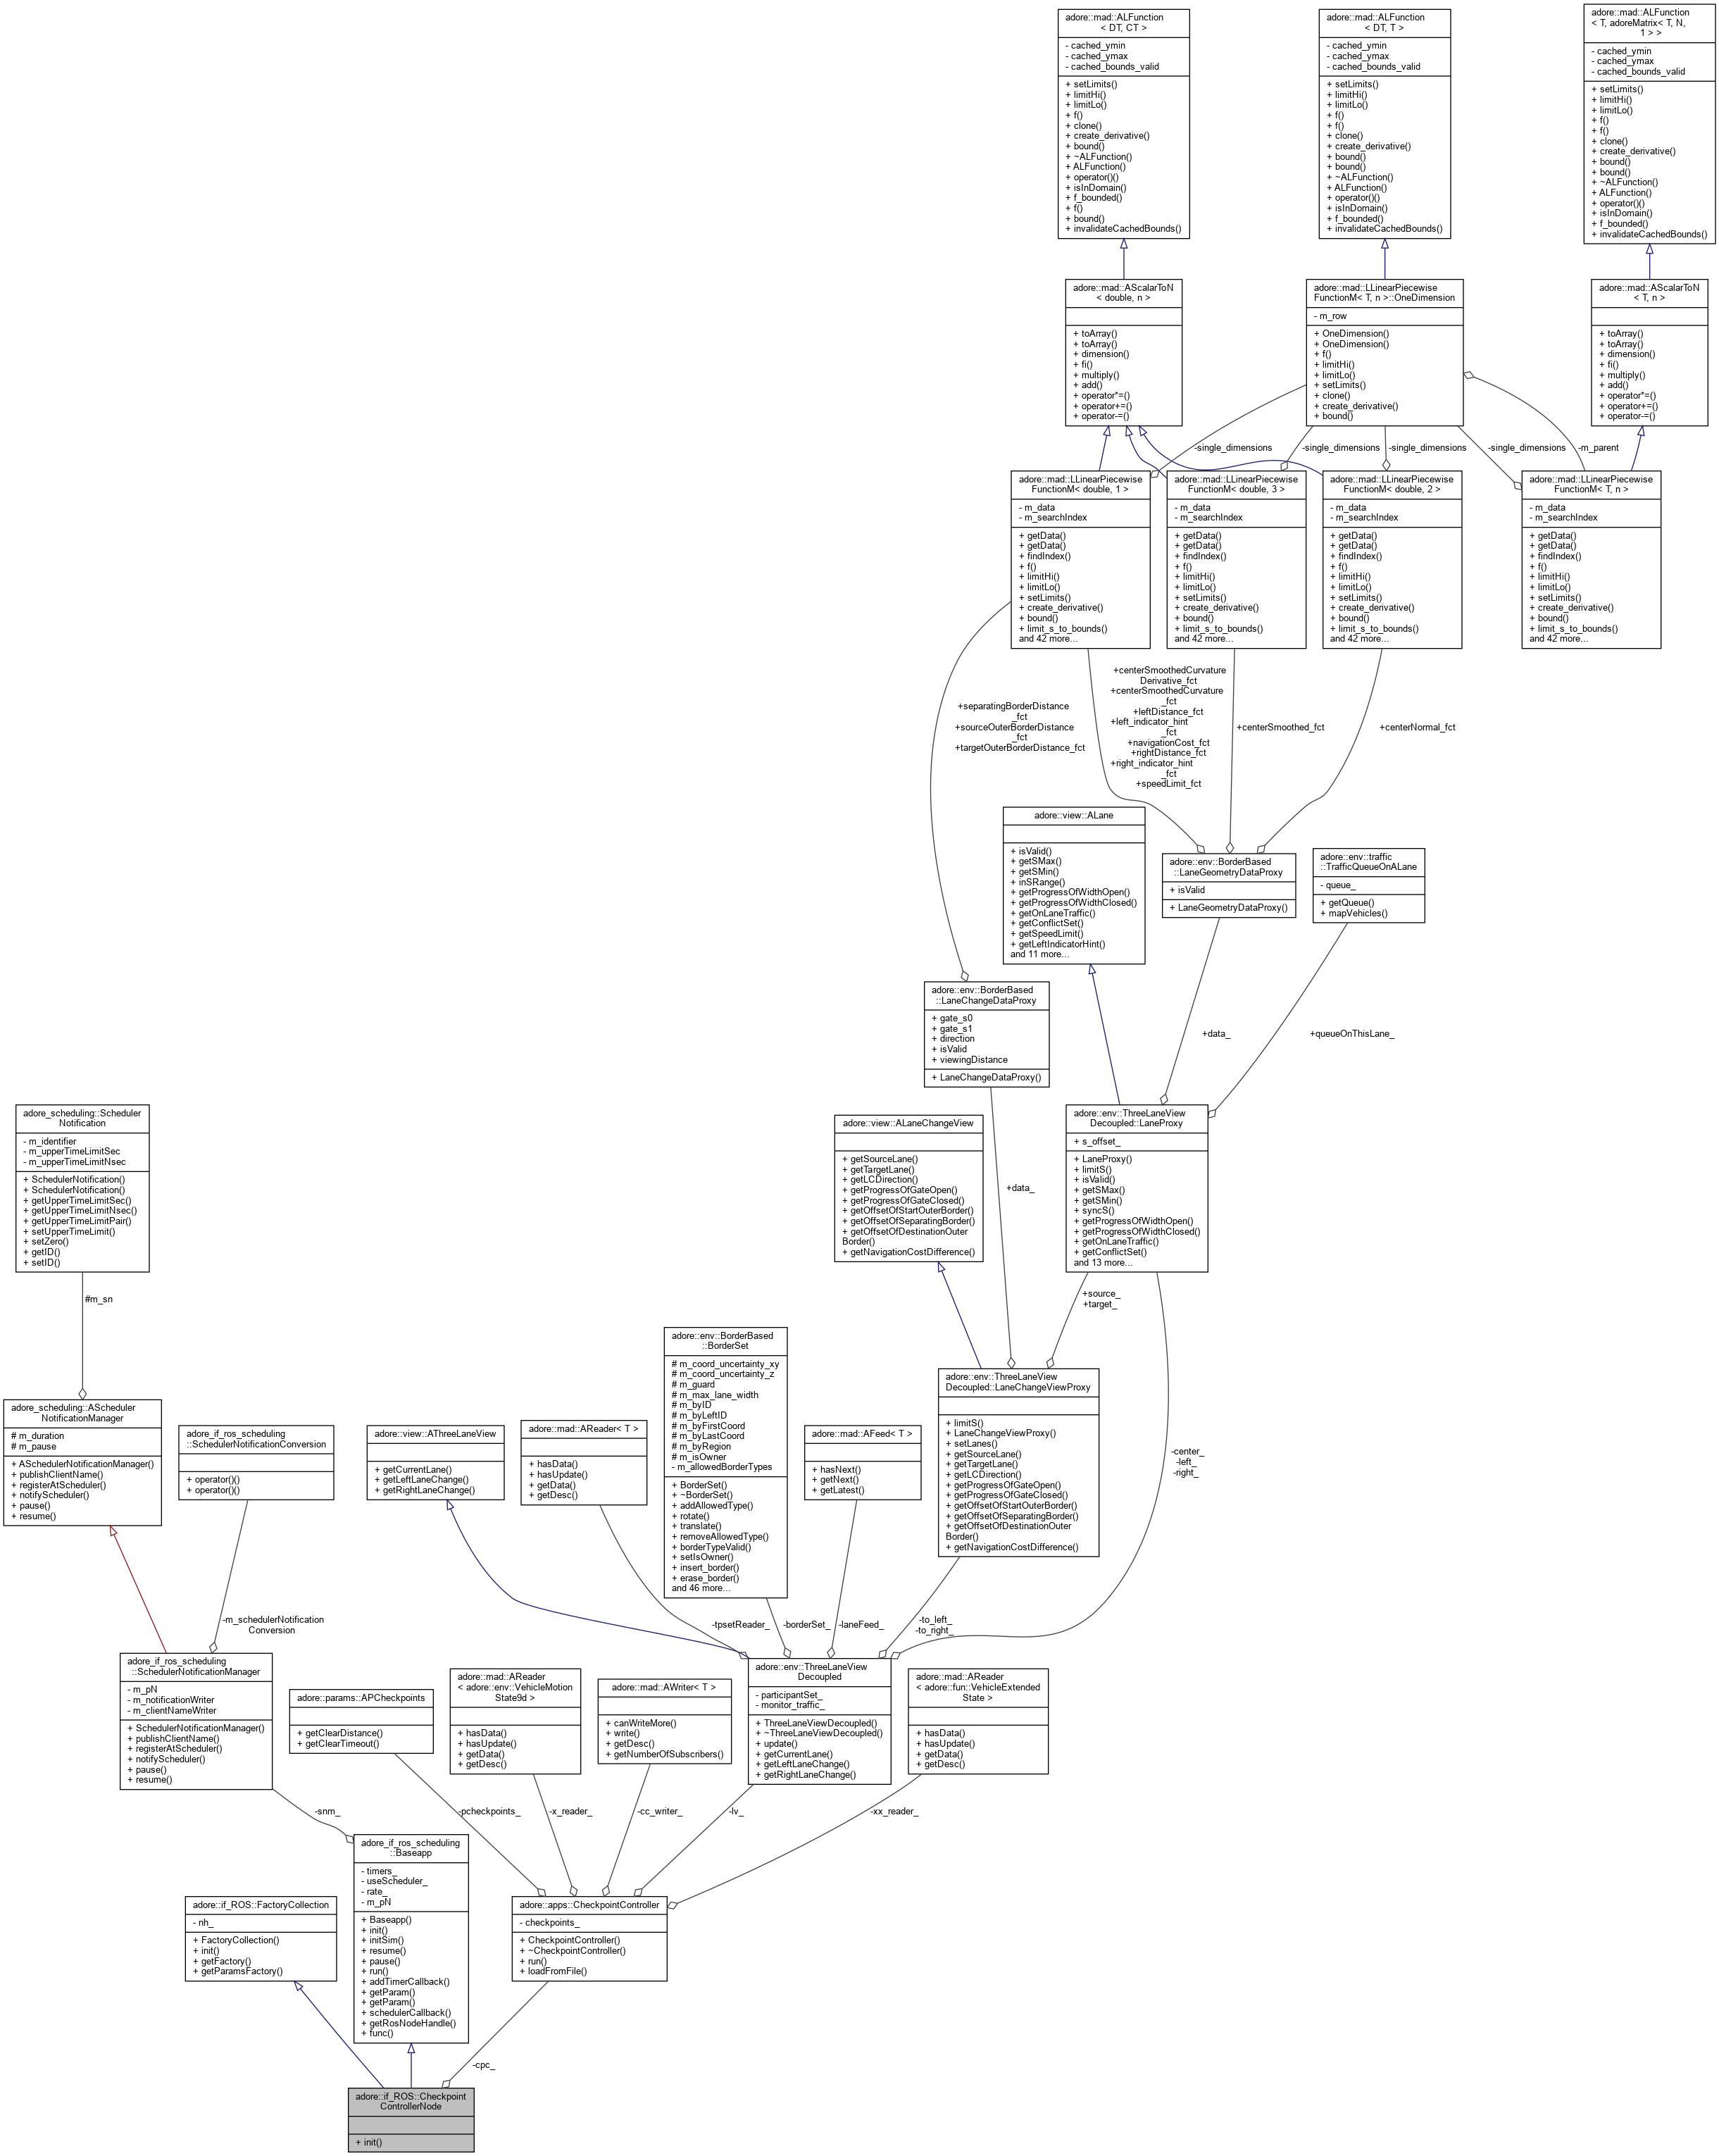 adore::mad::ALFunction
< DT, CT >
- cached_ymin
- cached_ymax
- cached_bounds_valid
+ setLimits()
+ limitHi()
+ limitLo()
+ f()
+ clone()
+ create_derivative()
+ bound()
+ ~ALFunction()
+ ALFunction()
+ operator()()
+ isInDomain()
+ f_bounded()
+ f()
+ bound()
+ invalidateCachedBounds()
adore::mad::ALFunction
< DT, T >
- cached_ymin
- cached_ymax
- cached_bounds_valid
+ setLimits()
+ limitHi()
+ limitLo()
+ f()
+ f()
+ clone()
+ create_derivative()
+ bound()
+ bound()
+ ~ALFunction()
+ ALFunction()
+ operator()()
+ isInDomain()
+ f_bounded()
+ invalidateCachedBounds()
adore::mad::ALFunction
< T, adoreMatrix< T, N,
1 > >
- cached_ymin
- cached_ymax
- cached_bounds_valid
+ setLimits()
+ limitHi()
+ limitLo()
+ f()
+ f()
+ clone()
+ create_derivative()
+ bound()
+ bound()
+ ~ALFunction()
+ ALFunction()
+ operator()()
+ isInDomain()
+ f_bounded()
+ invalidateCachedBounds()
adore::mad::AScalarToN
< double, n >
+ toArray()
+ toArray()
+ dimension()
+ fi()
+ multiply()
+ add()
+ operator*=()
+ operator+=()
+ operator-=()
adore::mad::LLinearPiecewise
FunctionM< T, n >::OneDimension
- m_row
+ OneDimension()
+ OneDimension()
+ f()
+ limitHi()
+ limitLo()
+ setLimits()
+ clone()
+ create_derivative()
+ bound()
adore::mad::AScalarToN
< T, n >
+ toArray()
+ toArray()
+ dimension()
+ fi()
+ multiply()
+ add()
+ operator*=()
+ operator+=()
+ operator-=()
-single_dimensions
-single_dimensions
-single_dimensions
-single_dimensions
-m_parent
adore::mad::LLinearPiecewise
FunctionM< double, 1 >
- m_data
- m_searchIndex
+ getData()
+ getData()
+ findIndex()
+ f()
+ limitHi()
+ limitLo()
+ setLimits()
+ create_derivative()
+ bound()
+ limit_s_to_bounds()
and 42 more...
adore::mad::LLinearPiecewise
FunctionM< double, 3 >
- m_data
- m_searchIndex
+ getData()
+ getData()
+ findIndex()
+ f()
+ limitHi()
+ limitLo()
+ setLimits()
+ create_derivative()
+ bound()
+ limit_s_to_bounds()
and 42 more...
adore::mad::LLinearPiecewise
FunctionM< double, 2 >
- m_data
- m_searchIndex
+ getData()
+ getData()
+ findIndex()
+ f()
+ limitHi()
+ limitLo()
+ setLimits()
+ create_derivative()
+ bound()
+ limit_s_to_bounds()
and 42 more...
adore::mad::LLinearPiecewise
FunctionM< T, n >
- m_data
- m_searchIndex
+ getData()
+ getData()
+ findIndex()
+ f()
+ limitHi()
+ limitLo()
+ setLimits()
+ create_derivative()
+ bound()
+ limit_s_to_bounds()
and 42 more...
+separatingBorderDistance
_fct
+sourceOuterBorderDistance
_fct
+targetOuterBorderDistance_fct
+centerSmoothedCurvature
Derivative_fct
+centerSmoothedCurvature
_fct
+leftDistance_fct
+left_indicator_hint
_fct
+navigationCost_fct
+rightDistance_fct
+right_indicator_hint
_fct
+speedLimit_fct
+centerSmoothed_fct
+centerNormal_fct
adore::view::ALane
+ isValid()
+ getSMax()
+ getSMin()
+ inSRange()
+ getProgressOfWidthOpen()
+ getProgressOfWidthClosed()
+ getOnLaneTraffic()
+ getConflictSet()
+ getSpeedLimit()
+ getLeftIndicatorHint()
and 11 more...
adore::env::BorderBased
::LaneGeometryDataProxy
+ isValid
+ LaneGeometryDataProxy()
adore::env::traffic
::TrafficQueueOnALane
- queue_
+ getQueue()
+ mapVehicles()
adore::env::BorderBased
::LaneChangeDataProxy
+ gate_s0
+ gate_s1
+ direction
+ isValid
+ viewingDistance
+ LaneChangeDataProxy()
+data_
+queueOnThisLane_
adore_scheduling::Scheduler
Notification
- m_identifier
- m_upperTimeLimitSec
- m_upperTimeLimitNsec
+ SchedulerNotification()
+ SchedulerNotification()
+ getUpperTimeLimitSec()
+ getUpperTimeLimitNsec()
+ getUpperTimeLimitPair()
+ setUpperTimeLimit()
+ setZero()
+ getID()
+ setID()
adore::view::ALaneChangeView
+ getSourceLane()
+ getTargetLane()
+ getLCDirection()
+ getProgressOfGateOpen()
+ getProgressOfGateClosed()
+ getOffsetOfStartOuterBorder()
+ getOffsetOfSeparatingBorder()
+ getOffsetOfDestinationOuter
Border()
+ getNavigationCostDifference()
+data_
adore::env::ThreeLaneView
Decoupled::LaneProxy
+ s_offset_
+ LaneProxy()
+ limitS()
+ isValid()
+ getSMax()
+ getSMin()
+ syncS()
+ getProgressOfWidthOpen()
+ getProgressOfWidthClosed()
+ getOnLaneTraffic()
+ getConflictSet()
and 13 more...
#m_sn
+source_
+target_
adore::env::BorderBased
::BorderSet
# m_coord_uncertainty_xy
# m_coord_uncertainty_z
# m_guard
# m_max_lane_width
# m_byID
# m_byLeftID
# m_byFirstCoord
# m_byLastCoord
# m_byRegion
# m_isOwner
- m_allowedBorderTypes
+ BorderSet()
+ ~BorderSet()
+ addAllowedType()
+ rotate()
+ translate()
+ removeAllowedType()
+ borderTypeValid()
+ setIsOwner()
+ insert_border()
+ erase_border()
and 46 more...
adore::env::ThreeLaneView
Decoupled::LaneChangeViewProxy
+ limitS()
+ LaneChangeViewProxy()
+ setLanes()
+ getSourceLane()
+ getTargetLane()
+ getLCDirection()
+ getProgressOfGateOpen()
+ getProgressOfGateClosed()
+ getOffsetOfStartOuterBorder()
+ getOffsetOfSeparatingBorder()
+ getOffsetOfDestinationOuter
Border()
+ getNavigationCostDifference()
-center_
-left_
-right_
adore_scheduling::AScheduler
NotificationManager
# m_duration
# m_pause
+ ASchedulerNotificationManager()
+ publishClientName()
+ registerAtScheduler()
+ notifyScheduler()
+ pause()
+ resume()
adore_if_ros_scheduling
::SchedulerNotificationConversion
+ operator()()
+ operator()()
adore::view::AThreeLaneView
+ getCurrentLane()
+ getLeftLaneChange()
+ getRightLaneChange()
adore::mad::AReader< T >
+ hasData()
+ hasUpdate()
+ getData()
+ getDesc()
adore::mad::AFeed< T >
+ hasNext()
+ getNext()
+ getLatest()
-m_schedulerNotification
Conversion
-tpsetReader_
-borderSet_
-laneFeed_
-to_left_
-to_right_
adore_if_ros_scheduling
::SchedulerNotificationManager
- m_pN
- m_notificationWriter
- m_clientNameWriter
+ SchedulerNotificationManager()
+ publishClientName()
+ registerAtScheduler()
+ notifyScheduler()
+ pause()
+ resume()
adore::params::APCheckpoints
+ getClearDistance()
+ getClearTimeout()
adore::mad::AReader
< adore::env::VehicleMotion
State9d >
+ hasData()
+ hasUpdate()
+ getData()
+ getDesc()
adore::mad::AWriter< T >
+ canWriteMore()
+ write()
+ getDesc()
+ getNumberOfSubscribers()
adore::env::ThreeLaneView
Decoupled
- participantSet_
- monitor_traffic_
+ ThreeLaneViewDecoupled()
+ ~ThreeLaneViewDecoupled()
+ update()
+ getCurrentLane()
+ getLeftLaneChange()
+ getRightLaneChange()
adore::mad::AReader
< adore::fun::VehicleExtended
State >
+ hasData()
+ hasUpdate()
+ getData()
+ getDesc()
-snm_
-pcheckpoints_
-x_reader_
-cc_writer_
-lv_
-xx_reader_
adore::if_ROS::FactoryCollection
- nh_
+ FactoryCollection()
+ init()
+ getFactory()
+ getParamsFactory()
adore_if_ros_scheduling
::Baseapp
- timers_
- useScheduler_
- rate_
- m_pN
+ Baseapp()
+ init()
+ initSim()
+ resume()
+ pause()
+ run()
+ addTimerCallback()
+ getParam()
+ getParam()
+ schedulerCallback()
+ getRosNodeHandle()
+ func()
adore::apps::CheckpointController
- checkpoints_
+ CheckpointController()
+ ~CheckpointController()
+ run()
+ loadFromFile()
-cpc_
adore::if_ROS::Checkpoint
ControllerNode
+ init()